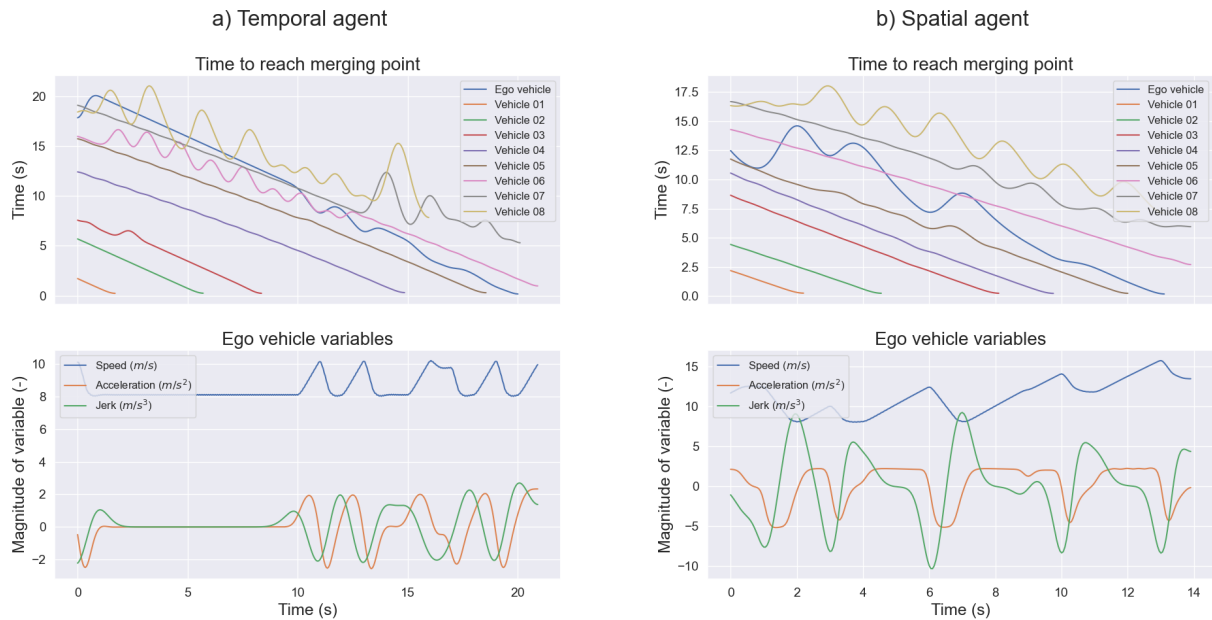 a) Temporal agent
Time to reach merging point
Time (s)
20
15
10
5
0
Ego vehicle
Vehicle 01
Vehicle 02
Vehicle 03
Vehicle 04
Vehicle 05
Vehicle 06
Vehicle 07
Vehicle 08
Ego vehicle variables
Magnitude of variable (-)
10
8
6
4
2
0
−2
Speed (m/s)
Acceleration (m/s²)
Jerk (m/s³)
0 5 10 15 20
Time (s)
b) Spatial agent
Time to reach merging point
Time (s)
17.5
15.0
12.5
10.0
7.5
5.0
2.5
0.0
Ego vehicle
Vehicle 01
Vehicle 02
Vehicle 03
Vehicle 04
Vehicle 05
Vehicle 06
Vehicle 07
Vehicle 08
Ego vehicle variables
Magnitude of variable (-)
15
10
5
0
−5
−10
Speed (m/s)
Acceleration (m/s²)
Jerk (m/s³)
0 2 4 6 8 10 12 14
Time (s)